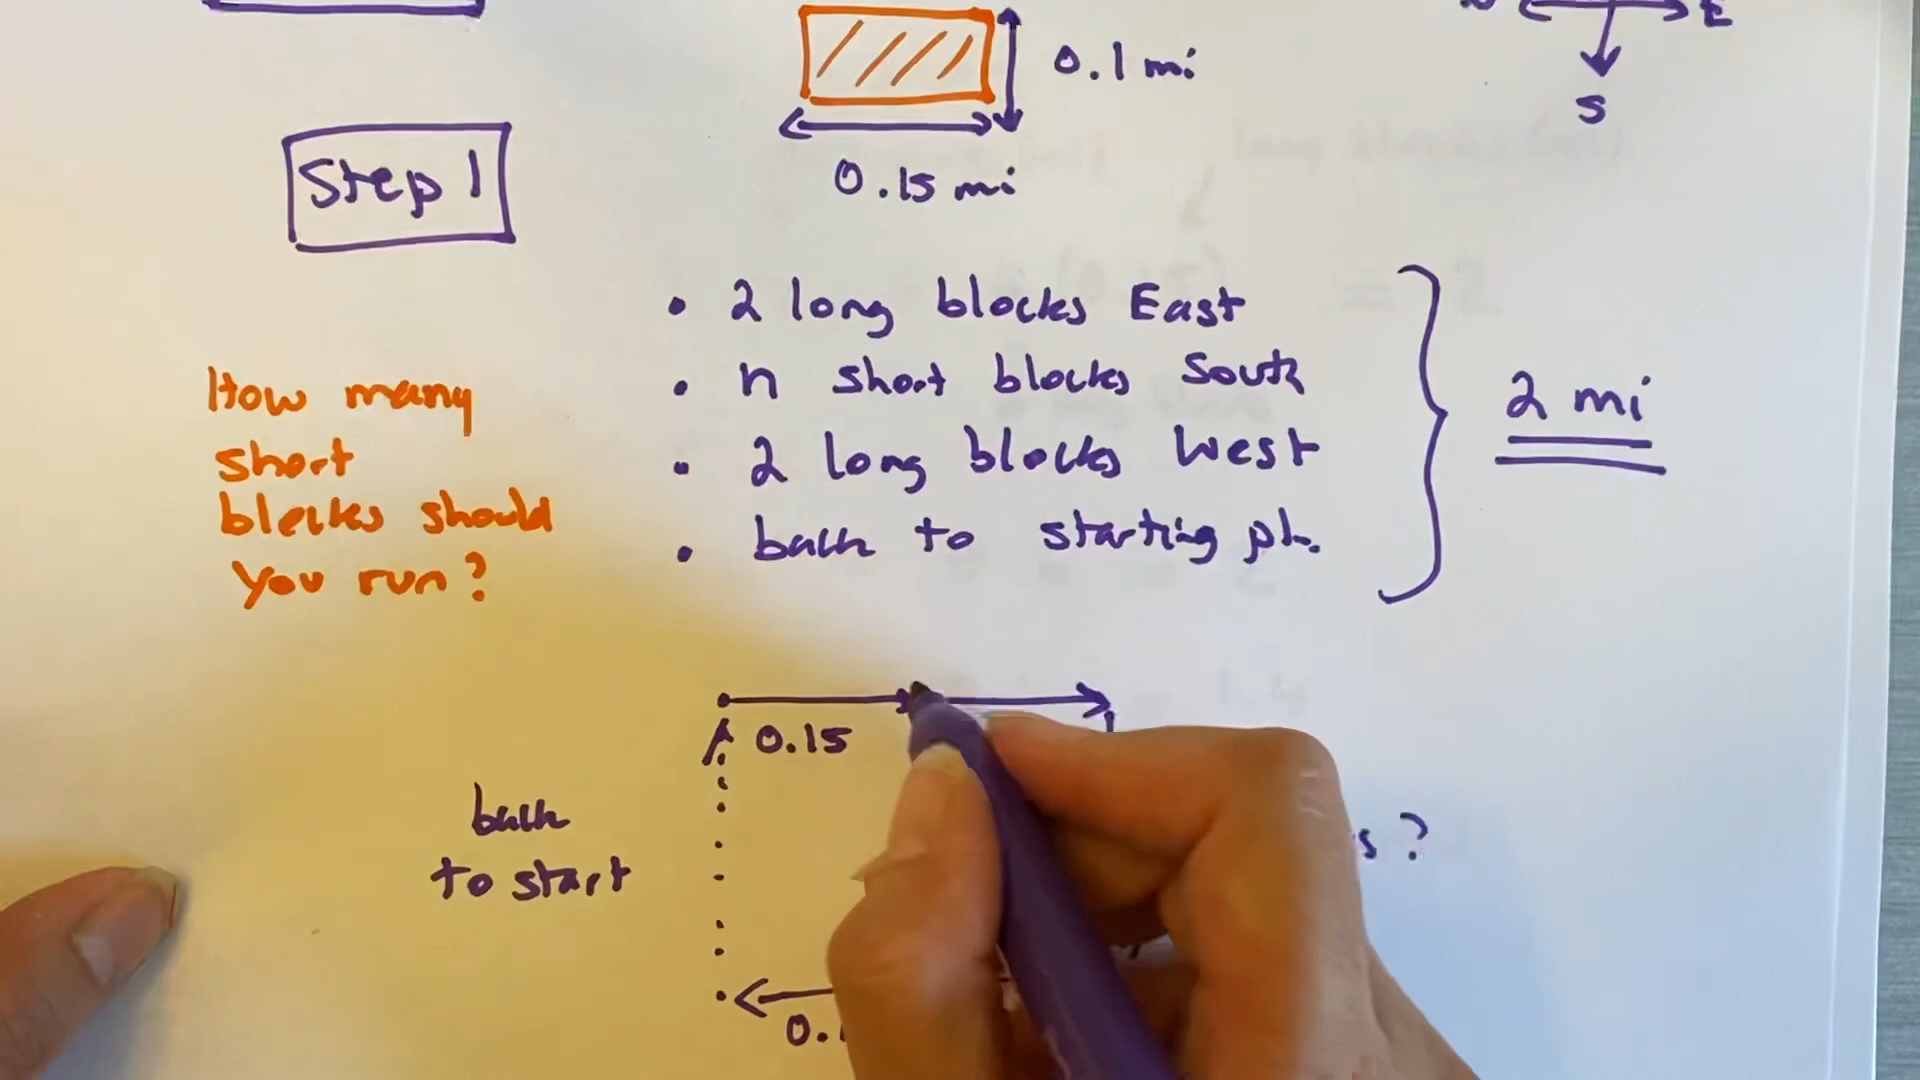 E
0.1 mi
S
0.15 mi
Step 1
• 2 long blocks East
• n short blocks South
• 2 long blocks West
• back to starting pt.
2 mi
How many
short
blocks should
you run?
0.15
back
to start
s?
0.